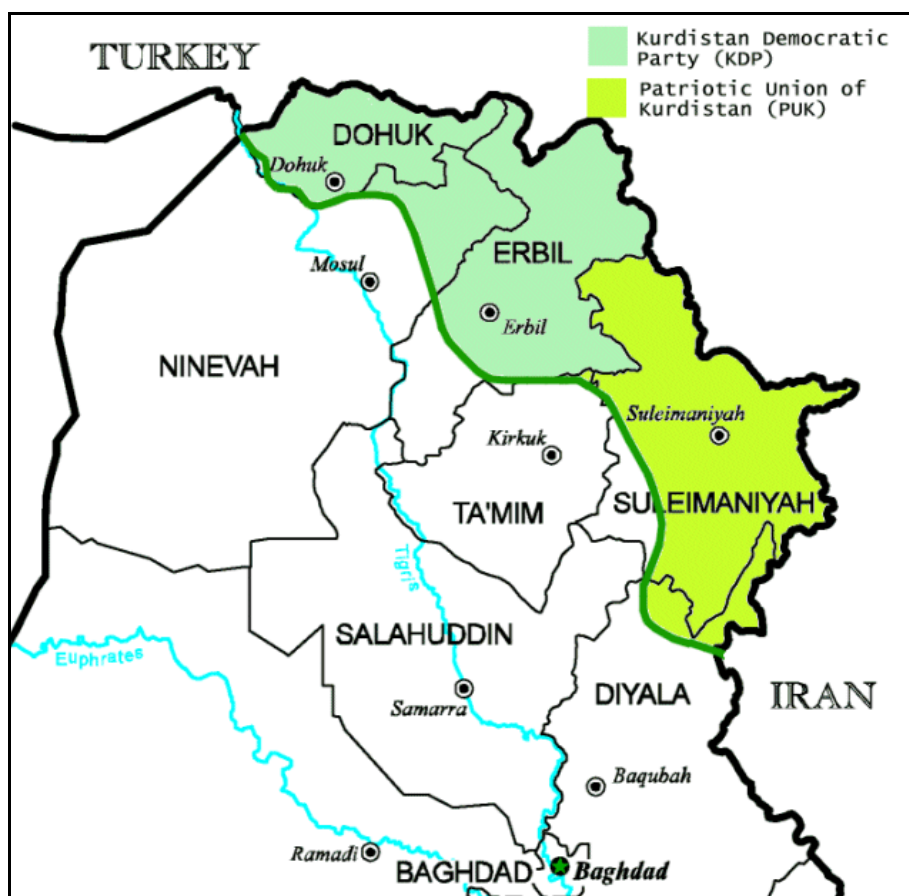 TURKEY
Kurdistan Democratic
Party (KDP)
Patriotic Union of
Kurdistan (PUK)
DOHUK
Dohuk
ERBIL
Mosul
Erbil
NINEVAH
Suleimaniyah
Kirkuk
TA'MIM
SULEIMANIYAH
Tigris
SALAHUDDIN
Euphrates
DIYALA
IRAN
Samarra
Baqubah
Ramadi
BAGHDAD
Baghdad